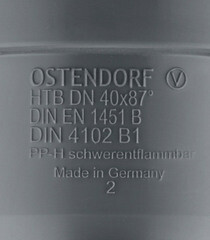 OSTENDORF V
HTB DN 40x87°
DIN EN 1451 B
DIN 4102 B1
PP-H schwerentflammbar
Made in Germany
2